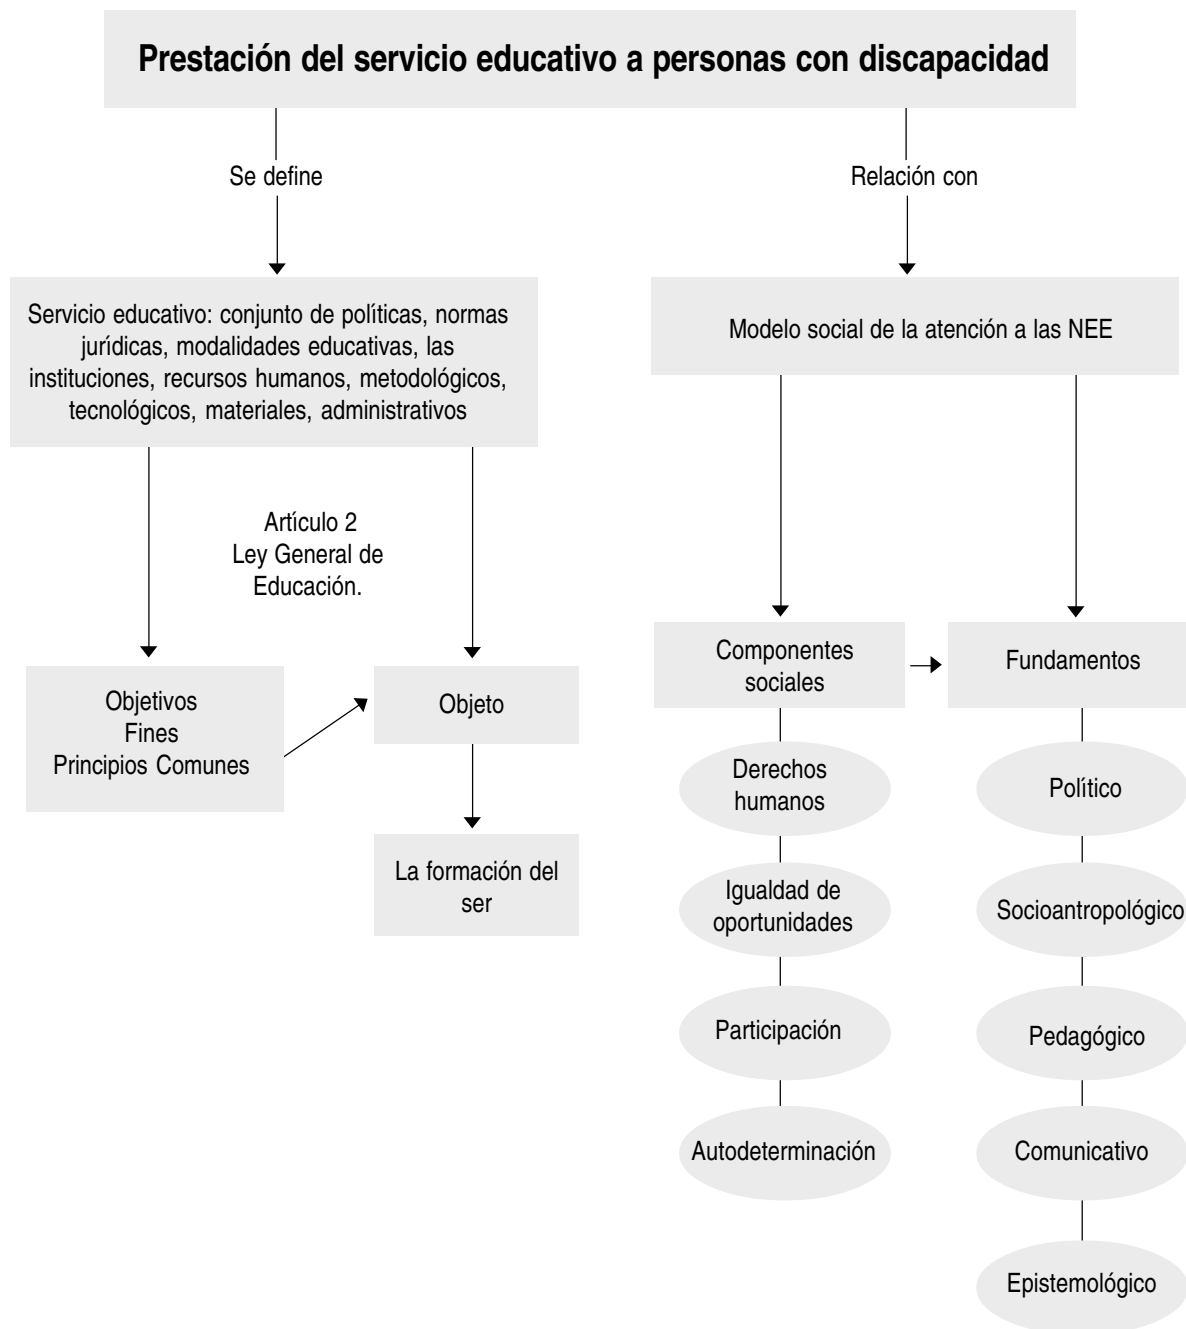 Prestación del servicio educativo a personas con discapacidad
Se define
Relación con
Servicio educativo: conjunto de políticas, normas
jurídicas, modalidades educativas, las
instituciones, recursos humanos, metodológicos,
tecnológicos, materiales, administrativos
Modelo social de la atención a las NEE
Artículo 2
Ley General de
Educación.
Objetivos
Fines
Principios Comunes
Objeto
La formación del
ser
Componentes
sociales
Fundamentos
Derechos
humanos
Igualdad de
oportunidades
Participación
Autodeterminación
Político
Socioantropológico
Pedagógico
Comunicativo
Epistemológico